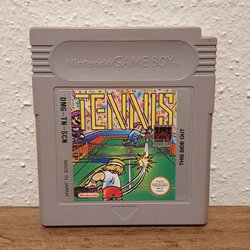 Nintendo GAME BOY
TENNIS
DMG-TN-SCN
MADE IN JAPAN
THIS SIDE OUT
Nintendo